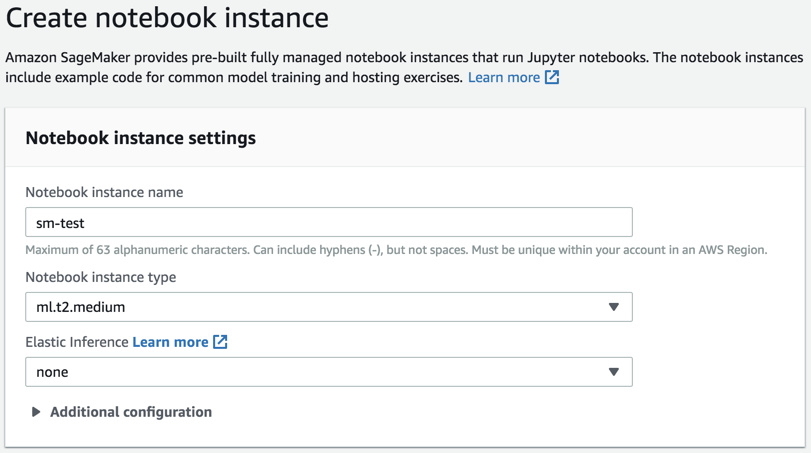 Create notebook instance
Amazon SageMaker provides pre-built fully managed notebook instances that run Jupyter notebooks. The notebook instances
include example code for common model training and hosting exercises. Learn more
Notebook instance settings
Notebook instance name
sm-test
Maximum of 63 alphanumeric characters. Can include hyphens (-), but not spaces. Must be unique within your account in an AWS Region.
Notebook instance type
ml.t2.medium
Elastic Inference Learn more
none
Additional configuration